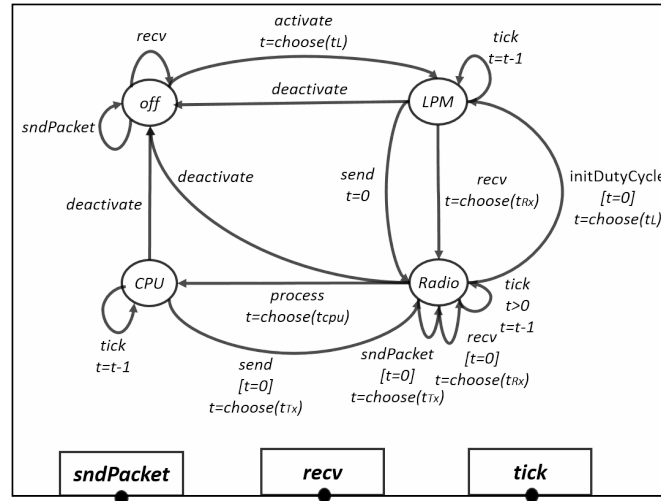 activate
t=choose(tL)
recv
tick
t=t-1
deactivate
off
LPM
sndPacket
send
t=0
deactivate
recv
t=choose(tRx)
initDutyCycle
[t=0]
t=choose(tL)
deactivate
CPU
Radio
process
t=choose(tcpu)
tick
t>0
t=t-1
tick
t=t-1
send
[t=0]
t=choose(tTx)
sndPacket
[t=0]
t=choose(tTx)
recv
[t=0]
t=choose(tRx)
sndPacket
recv
tick